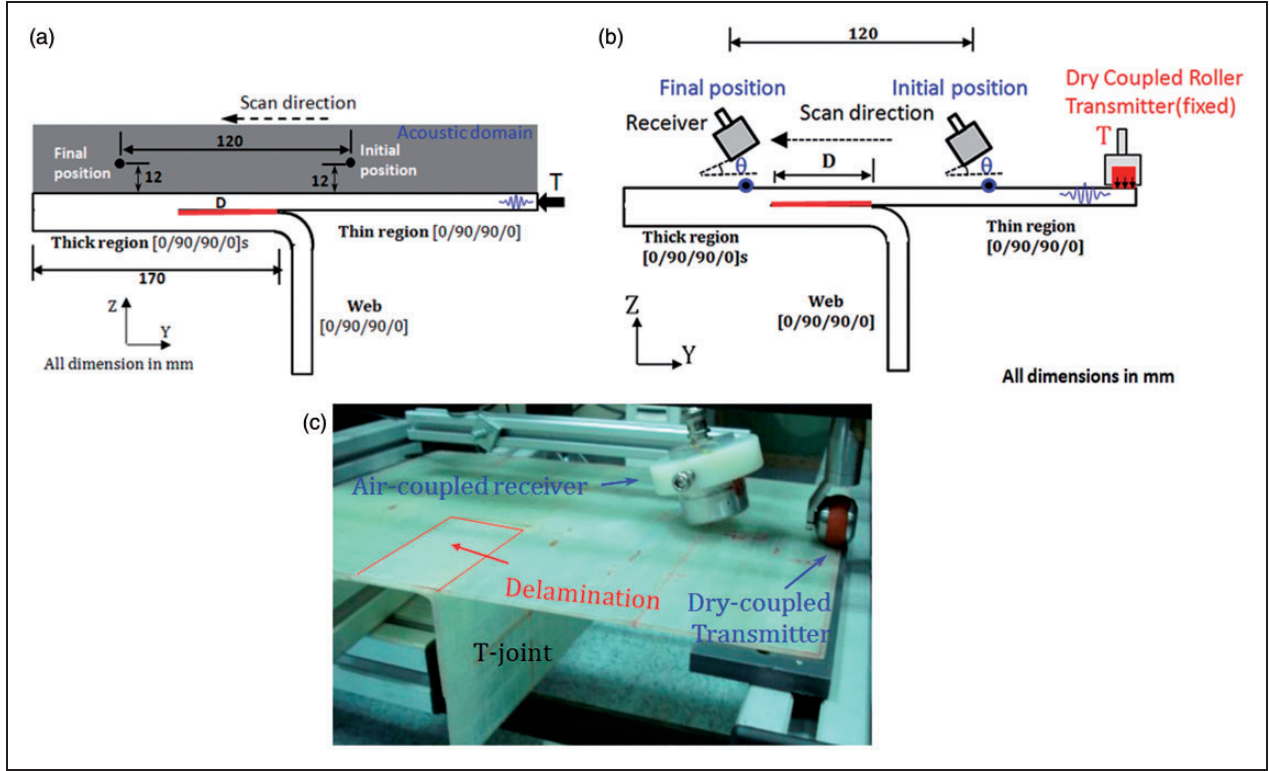 (a)
Scan direction
Acoustic domain
120
Final
position
Initial
position
12
12
T
D
Thick region [0/90/90/0]s
Thin region [0/90/90/0]
170
Web
[0/90/90/0]
Z
Y
All dimension in mm
(b)
120
Final position
Initial position
Dry Coupled Roller
Transmitter(fixed)
Receiver
Scan direction
T
θ
D
θ
Thick region
[0/90/90/0]s
Thin region
[0/90/90/0]
Web
[0/90/90/0]
Z
Y
All dimensions in mm
(c)
Air-coupled receiver
Delamination
Dry-coupled
Transmitter
T-joint